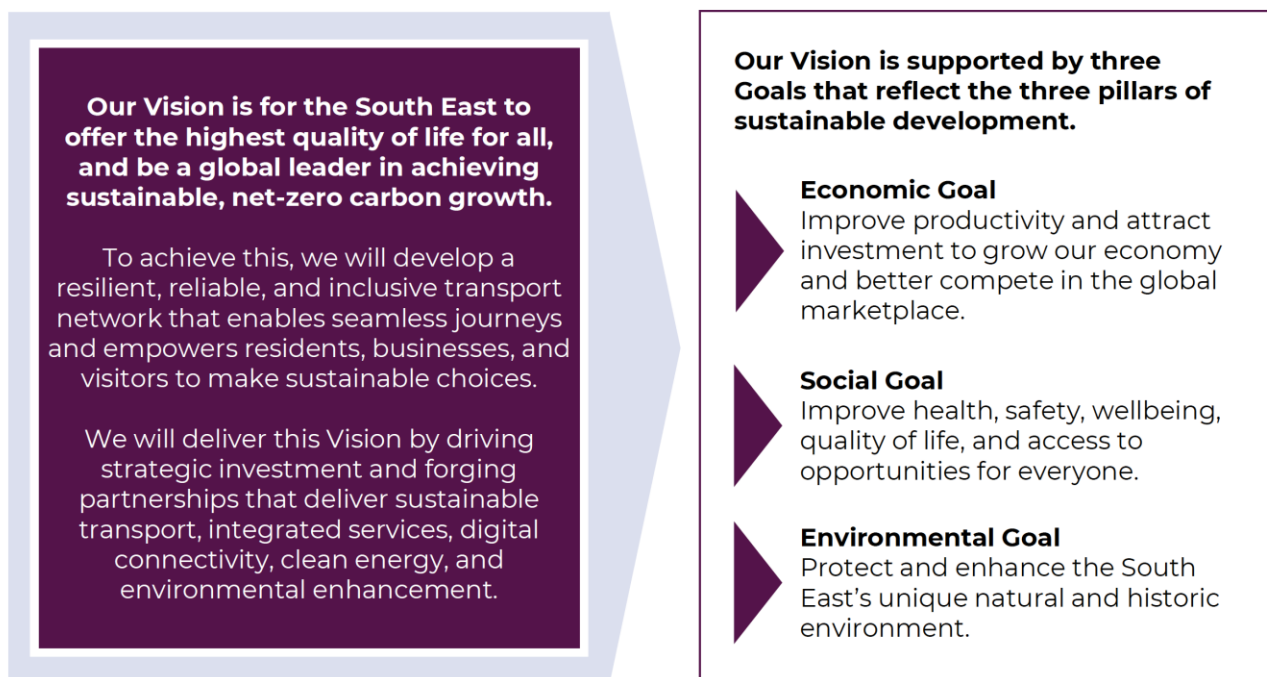 Our Vision is for the South East to
offer the highest quality of life for all,
and be a global leader in achieving
sustainable, net-zero carbon growth.
To achieve this, we will develop a
resilient, reliable, and inclusive transport
network that enables seamless journeys
and empowers residents, businesses, and
visitors to make sustainable choices.
We will deliver this Vision by driving
strategic investment and forging
partnerships that deliver sustainable
transport, integrated services, digital
connectivity, clean energy, and
environmental enhancement.
Our Vision is supported by three
Goals that reflect the three pillars of
sustainable development.
Economic Goal
Improve productivity and attract
investment to grow our economy
and better compete in the global
marketplace.
Social Goal
Improve health, safety, wellbeing,
quality of life, and access to
opportunities for everyone.
Environmental Goal
Protect and enhance the South
East’s unique natural and historic
environment.